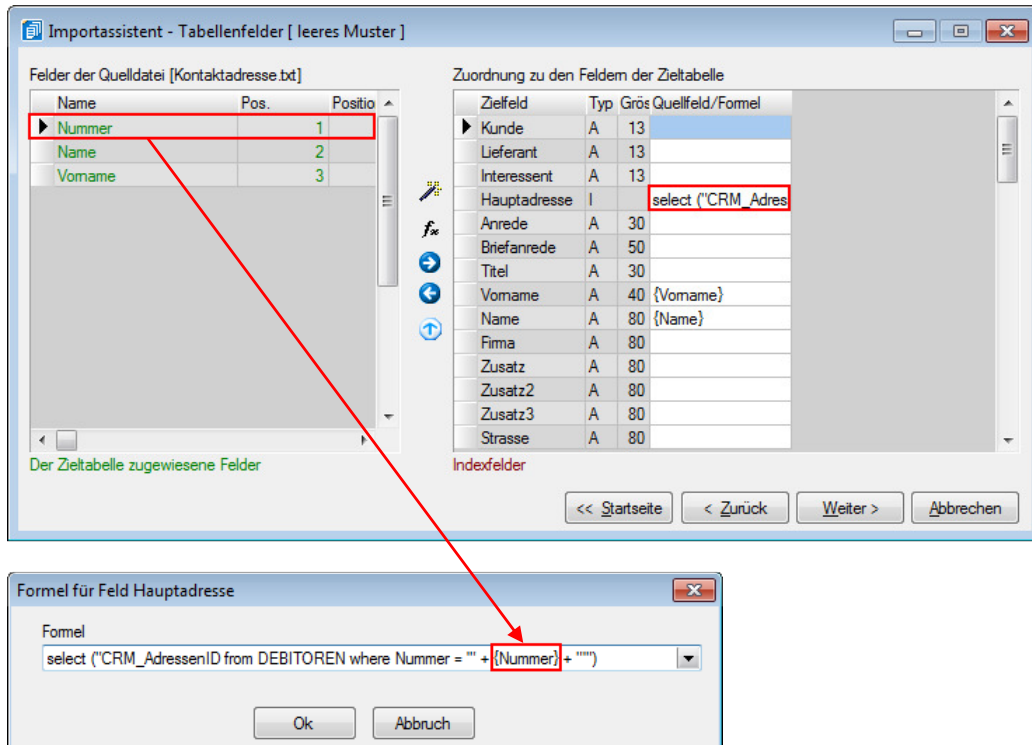 Importassistent - Tabellenfelder [ leeres Muster ]
Felder der Quelldatei [Kontaktadresse.txt]
Name Pos. Positio
Nummer 1
Name 2
Vorname 3
Der Zieltabelle zugewiesene Felder
fx
Zuordnung zu den Feldern der Zieltabelle
Zielfeld Typ Grös Quellfeld/Formel
Kunde A 13
Lieferant A 13
Interessent A 13
Hauptadresse I select ("CRM_Adres
Anrede A 30
Briefanrede A 50
Titel A 30
Vorname A 40 {Vorname}
Name A 80 {Name}
Firma A 80
Zusatz A 80
Zusatz2 A 80
Zusatz3 A 80
Strasse A 80
Indexfelder
<< Startseite < Zurück Weiter > Abbrechen
Formel für Feld Hauptadresse
Formel
select ("CRM_AdressenID from DEBITOREN where Nummer = '" + {Nummer} + "'")
Ok Abbruch